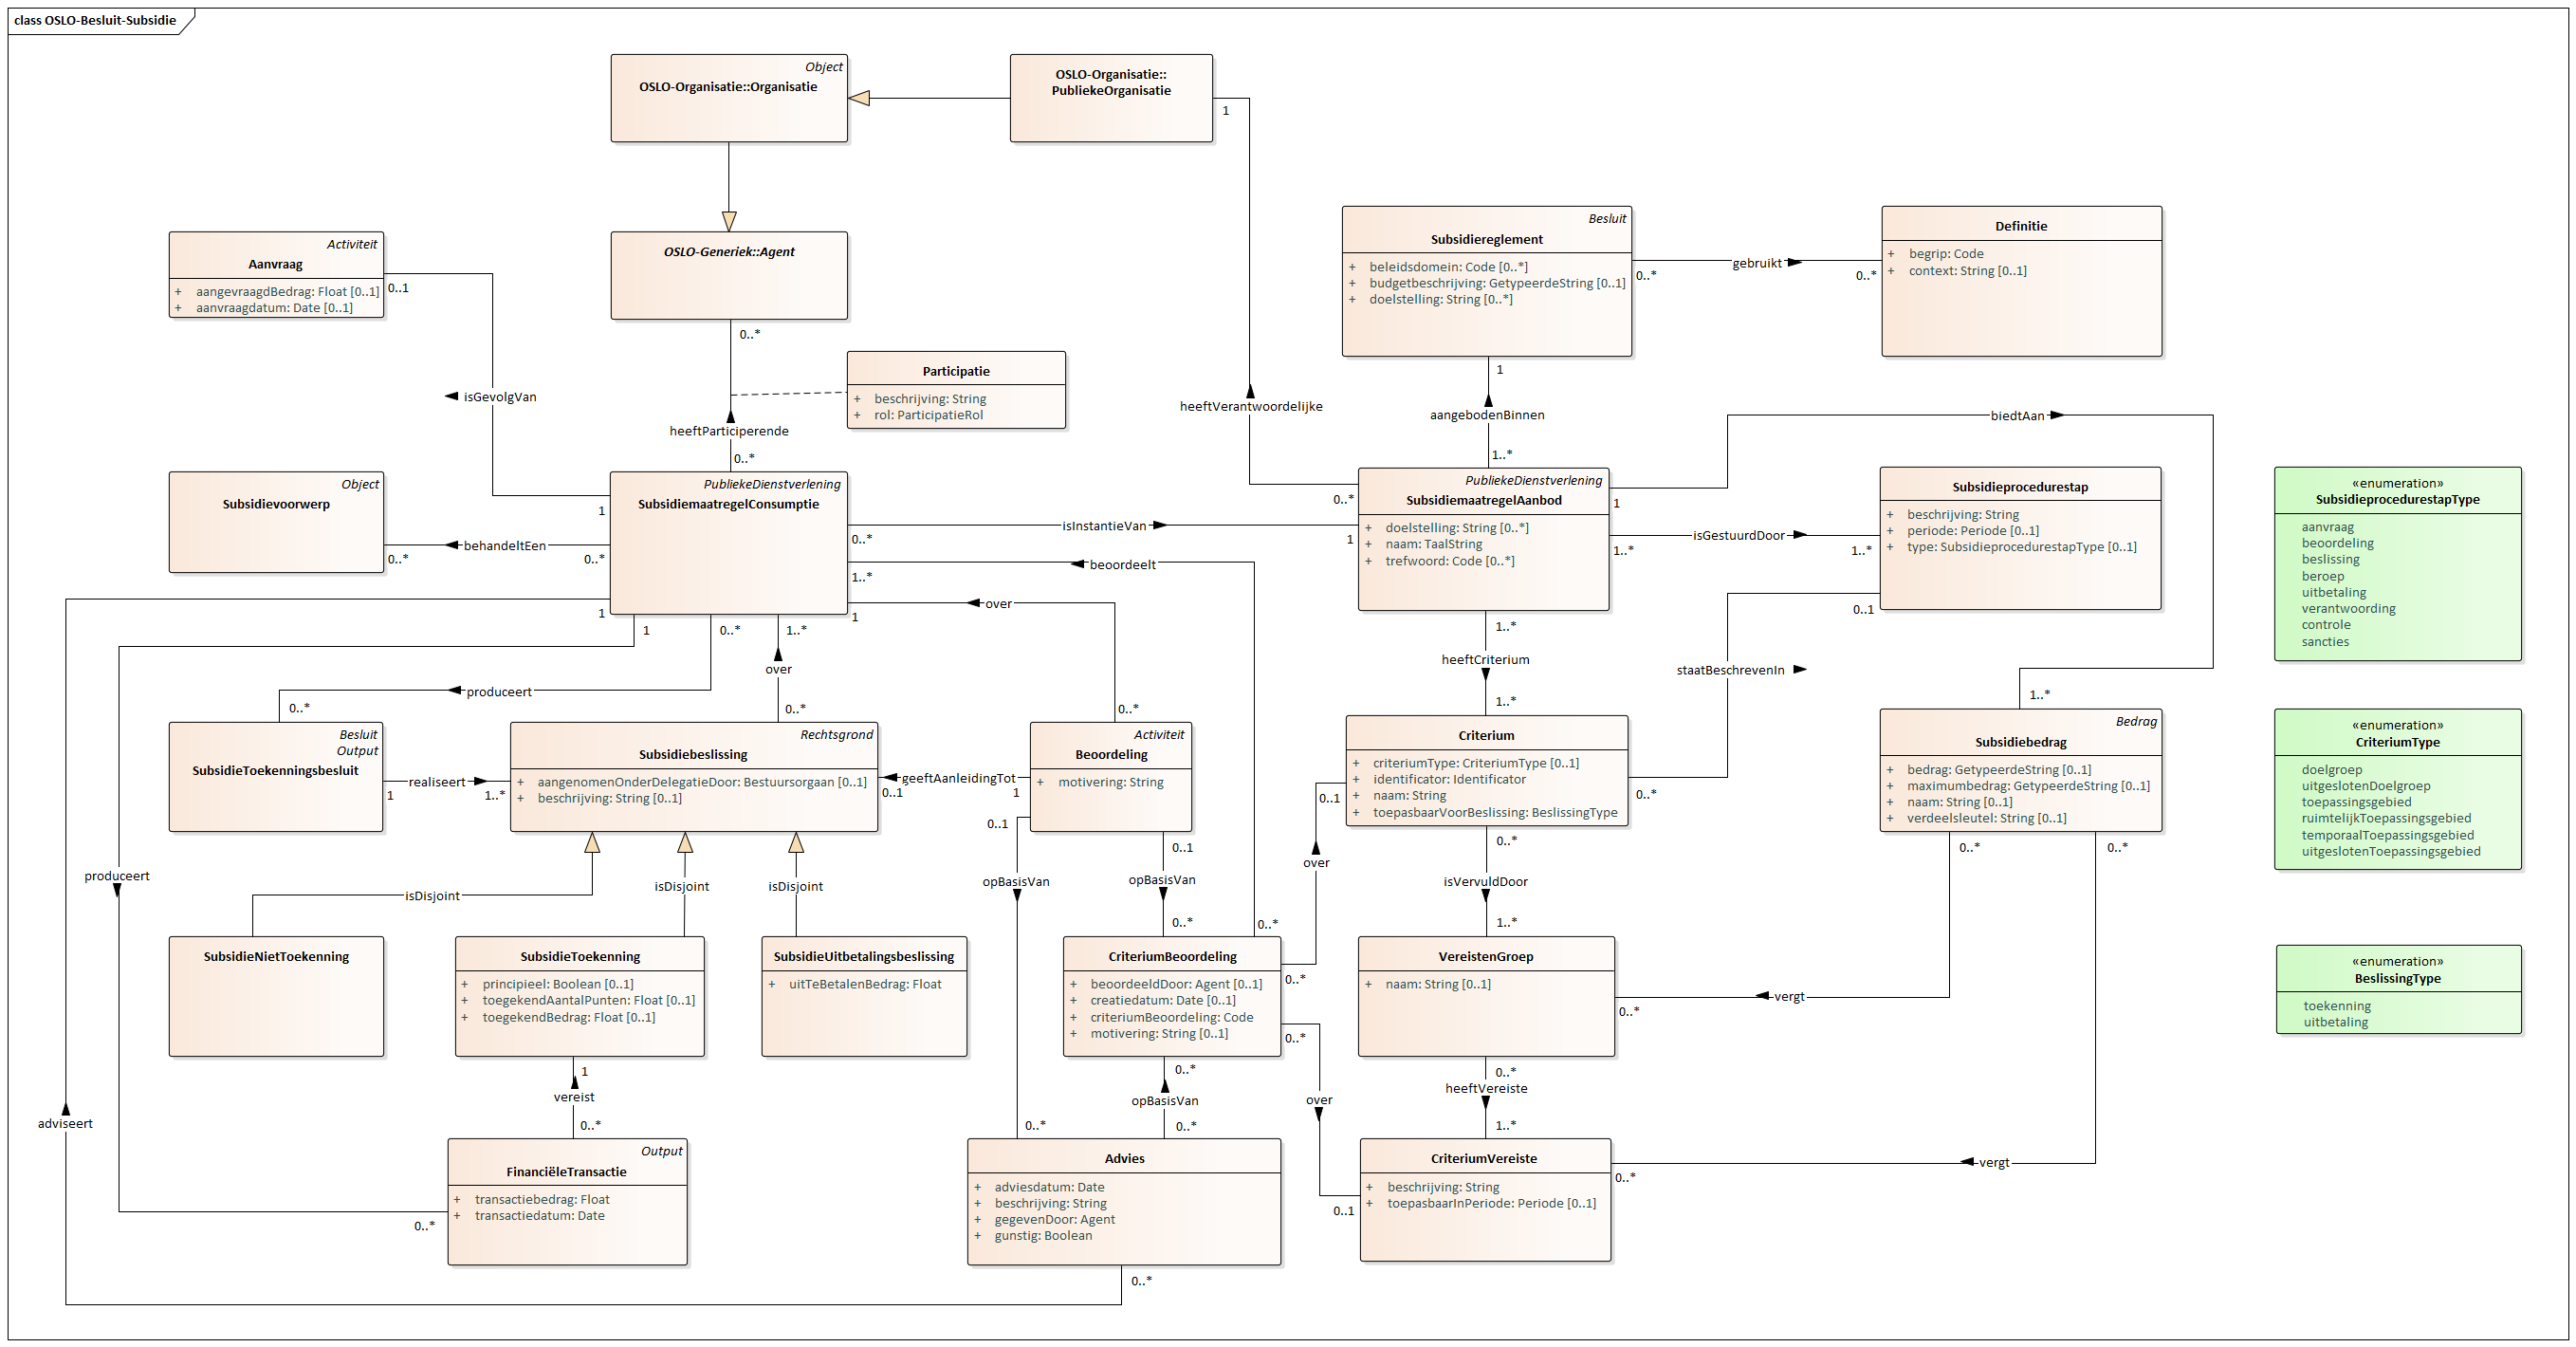 class OSLO-Besluit-Subsidie
Object
OSLO-Organisatie::Organisatie
OSLO-Organisatie::
PubliekeOrganisatie
1
OSLO-Generiek::Agent
0..*
Activiteit
Aanvraag
+ aangevraagdBedrag: Float [0..1]
+ aanvraagdatum: Date [0..1]
0..1
isGevolgVan
Participatie
+ beschrijving: String
+ rol: ParticipatieRol
heeftParticiperende
0..*
heeftVerantwoordelijke
Besluit
Subsidiereglement
+ beleidsdomein: Code [0..*]
+ budgetbeschrijving: GetypeerdeString [0..1]
+ doelstelling: String [0..*]
0..*
gebruikt
0..*
Definitie
+ begrip: Code
+ context: String [0..1]
1
aangebodenBinnen
1..*
biedtAan
Object
Subsidievoorwerp
0..*
behandeltEen
0..*
PubliekeDienstverlening
SubsidiemaatregelConsumptie
1
1
1
0..*
1..*
0..*
isInstantieVan
1
1..*
beoordeelt
1
over
0..*
PubliekeDienstverlening
SubsidiemaatregelAanbod
+ doelstelling: String [0..*]
+ naam: TaalString
+ trefwoord: Code [0..*]
1
1..*
isGestuurdDoor
1..*
Subsidieprocedurestap
+ beschrijving: String
+ periode: Periode [0..1]
+ type: SubsidieprocedurestapType [0..1]
0..1
«enumeration»
SubsidieprocedurestapType
aanvraag
beoordeling
beslissing
beroep
uitbetaling
verantwoording
controle
sancties
1..*
heeftCriterium
1..*
staatBeschrevenIn
1..*
over
0..*
produceert
0..*
0..*
Besluit
Output
SubsidieToekenningsbesluit
realiseert
1
1..*
Rechtsgrond
Subsidiebeslissing
+ aangenomenOnderDelegatieDoor: Bestuursorgaan [0..1]
+ beschrijving: String [0..1]
geeftAanleidingTot
0..1
1
Activiteit
Beoordeling
+ motivering: String
0..1
0..1
Criterium
+ criteriumType: CriteriumType [0..1]
+ identificator: Identificator
+ naam: String
+ toepasbaarVoorBeslissing: BeslissingType
0..1
0..*
0..*
Bedrag
Subsidiebedrag
+ bedrag: GetypeerdeString [0..1]
+ maximumbedrag: GetypeerdeString [0..1]
+ naam: String [0..1]
+ verdeelsleutel: String [0..1]
0..*
0..*
«enumeration»
CriteriumType
doelgroep
uitgeslotenDoelgroep
toepassingsgebied
ruimtelijkToepassingsgebied
temporaalToepassingsgebied
uitgeslotenToepassingsgebied
produceert
isDisjoint
isDisjoint
isDisjoint
opBasisVan
opBasisVan
0..*
0..*
over
isVervuldDoor
1..*
SubsidieNietToekenning
SubsidieToekenning
+ principieel: Boolean [0..1]
+ toegekendAantalPunten: Float [0..1]
+ toegekendBedrag: Float [0..1]
1
SubsidieUitbetalingsbeslissing
+ uitTeBetalenBedrag: Float
CriteriumBeoordeling
+ beoordeeldDoor: Agent [0..1]
+ creatiedatum: Date [0..1]
+ criteriumBeoordeling: Code
+ motivering: String [0..1]
0..*
0..*
0..*
VereistenGroep
+ naam: String [0..1]
0..*
vergt
0..*
«enumeration»
BeslissingType
toekenning
uitbetaling
adviseert
vereist
0..*
opBasisVan
0..*
0..*
over
0..1
heeftVereiste
1..*
Output
FinanciëleTransactie
+ transactiebedrag: Float
+ transactiedatum: Date
0..*
Advies
+ adviesdatum: Date
+ beschrijving: String
+ gegevenDoor: Agent
+ gunstig: Boolean
0..*
CriteriumVereiste
+ beschrijving: String
+ toepasbaarInPeriode: Periode [0..1]
0..*
vergt